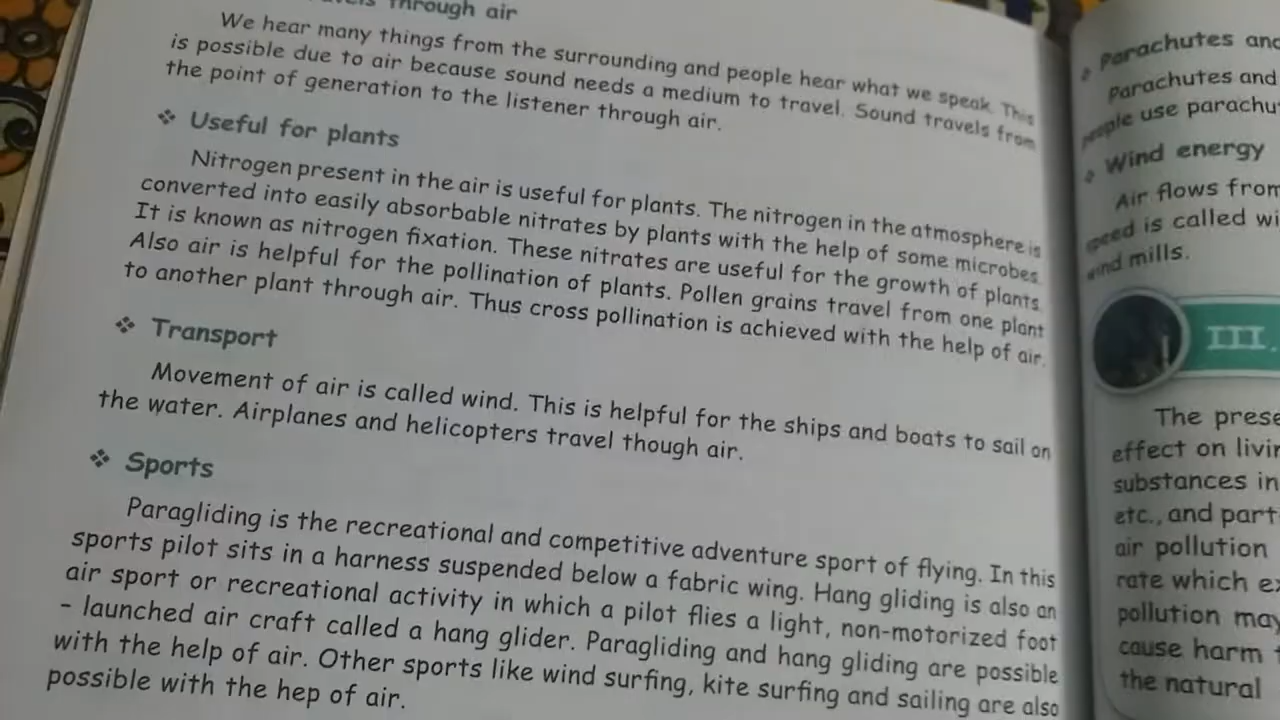 through air
We hear many things from the surrounding and people hear what we speak. This
is possible due to air because sound needs a medium to travel. Sound travels from
the point of generation to the listener through air.
❖ Useful for plants
Nitrogen present in the air is useful for plants. The nitrogen in the atmosphere is
converted into easily absorbable nitrates by plants with the help of some microbes.
It is known as nitrogen fixation. These nitrates are useful for the growth of plants.
Also air is helpful for the pollination of plants. Pollen grains travel from one plant
to another plant through air. Thus cross pollination is achieved with the help of air.
❖ Transport
Movement of air is called wind. This is helpful for the ships and boats to sail on
the water. Airplanes and helicopters travel though air.
❖ Sports
Paragliding is the recreational and competitive adventure sport of flying. In this
sports pilot sits in a harness suspended below a fabric wing. Hang gliding is also an
air sport or recreational activity in which a pilot flies a light, non-motorized foot
- launched air craft called a hang glider. Paragliding and hang gliding are possible
with the help of air. Other sports like wind surfing, kite surfing and sailing are also
possible with the hep of air.
❖ Parachutes and
Parachutes and
people use parachu
❖ Wind energy
Air flows from
speed is called wi
wind mills.
III.
The prese
effect on livin
substances in
etc., and part
air pollution
rate which ex
pollution may
cause harm t
the natural